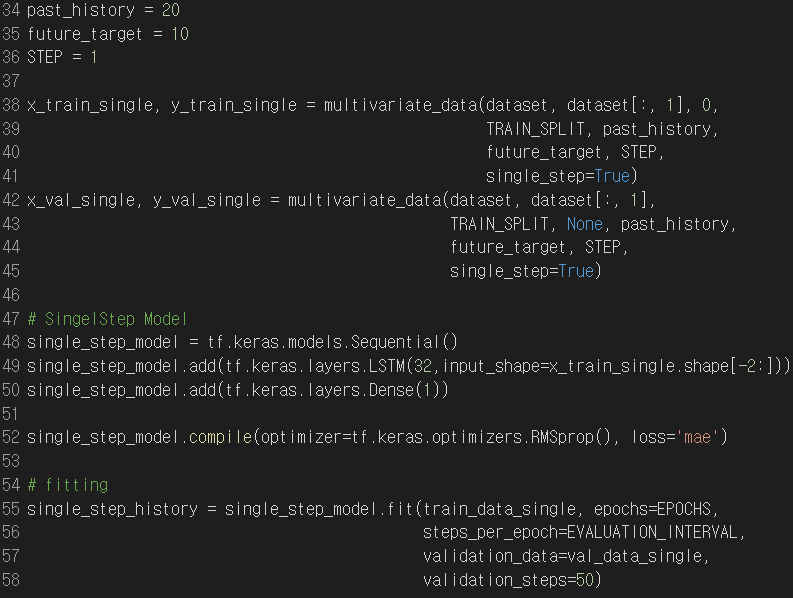 34 past_history = 20
35 future_target = 10
36 STEP = 1
37
38 x_train_single, y_train_single = multivariate_data(dataset, dataset[:, 1], 0,
39 TRAIN_SPLIT, past_history,
40 future_target, STEP,
41 single_step=True)
42 x_val_single, y_val_single = multivariate_data(dataset, dataset[:, 1],
43 TRAIN_SPLIT, None, past_history,
44 future_target, STEP,
45 single_step=True)
46
47 # SingelStep Model
48 single_step_model = tf.keras.models.Sequential()
49 single_step_model.add(tf.keras.layers.LSTM(32,input_shape=x_train_single.shape[-2:]))
50 single_step_model.add(tf.keras.layers.Dense(1))
51
52 single_step_model.compile(optimizer=tf.keras.optimizers.RMSprop(), loss='mae')
53
54 # fitting
55 single_step_history = single_step_model.fit(train_data_single, epochs=EPOCHS,
56 steps_per_epoch=EVALUATION_INTERVAL,
57 validation_data=val_data_single,
58 validation_steps=50)